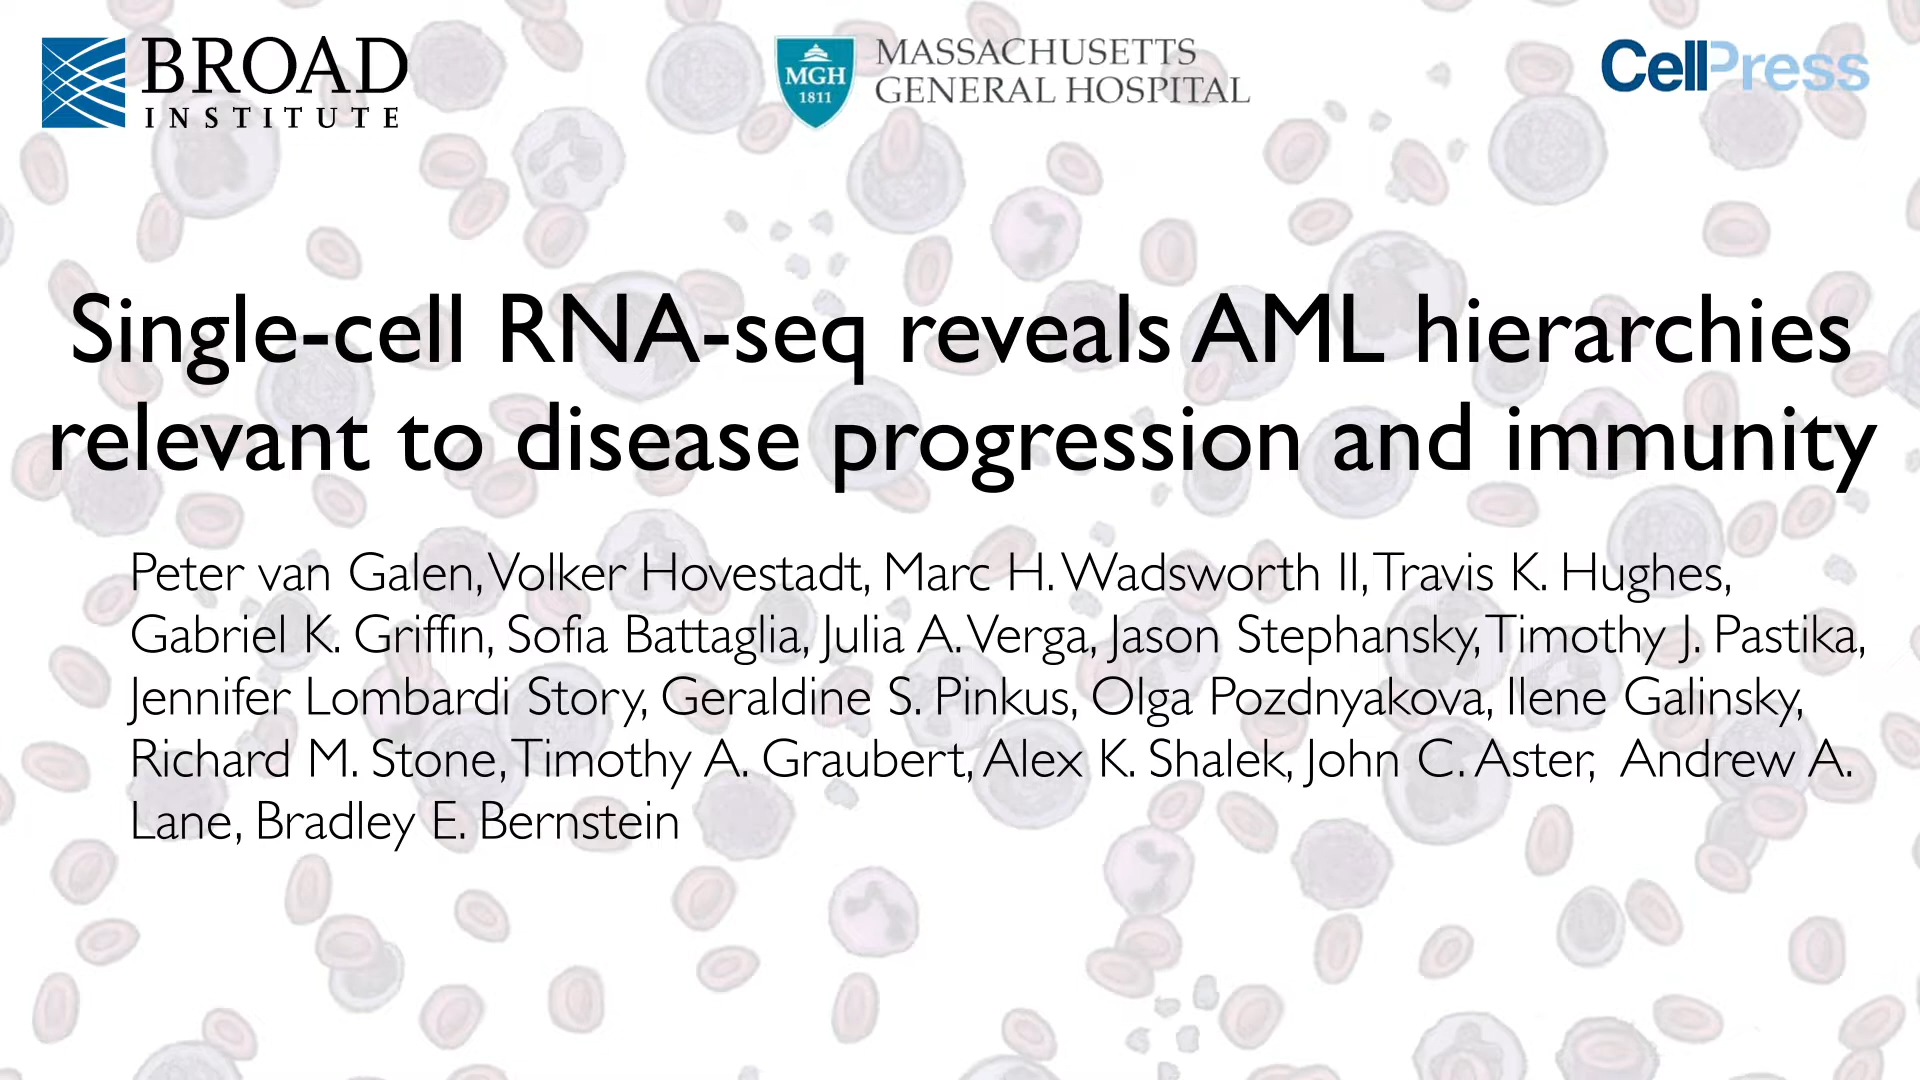 BROAD
INSTITUTE
MGH
1811
MASSACHUSETTS
GENERAL HOSPITAL
CellPress
Single-cell RNA-seq reveals AML hierarchies
relevant to disease progression and immunity
Peter van Galen, Volker Hovestadt, Marc H. Wadsworth II, Travis K. Hughes,
Gabriel K. Griffin, Sofia Battaglia, Julia A. Verga, Jason Stephansky, Timothy J. Pastika,
Jennifer Lombardi Story, Geraldine S. Pinkus, Olga Pozdnyakova, Ilene Galinsky,
Richard M. Stone, Timothy A. Graubert, Alex K. Shalek, John C. Aster, Andrew A.
Lane, Bradley E. Bernstein